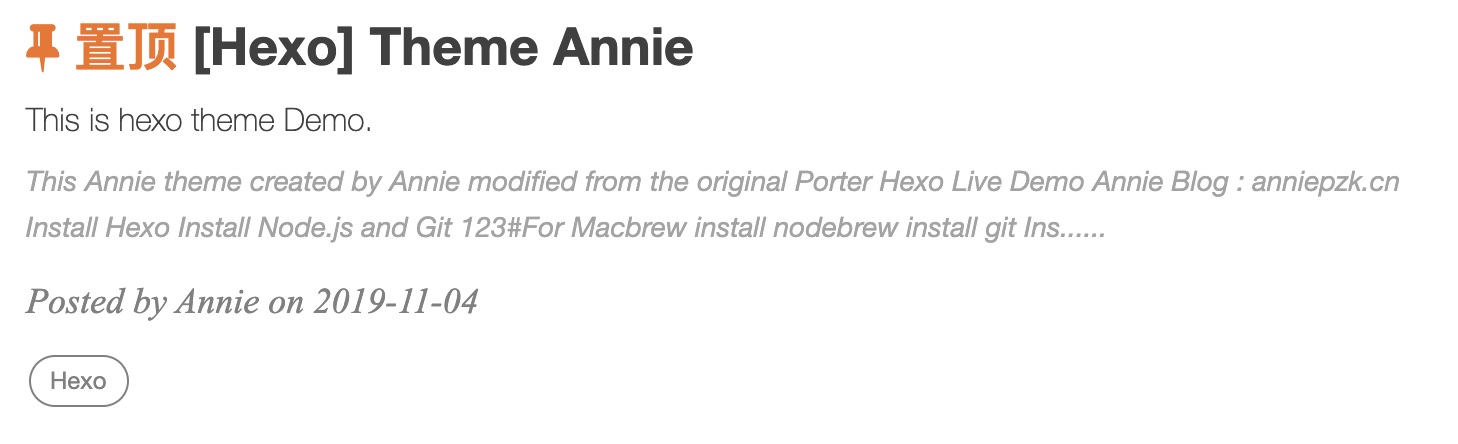 置顶 [Hexo] Theme Annie
This is hexo theme Demo.
This Annie theme created by Annie modified from the original Porter Hexo Live Demo Annie Blog : anniepzk.cn
Install Hexo Install Node.js and Git 123#For Macbrew install nodebrew install git Ins......
Posted by Annie on 2019-11-04
Hexo